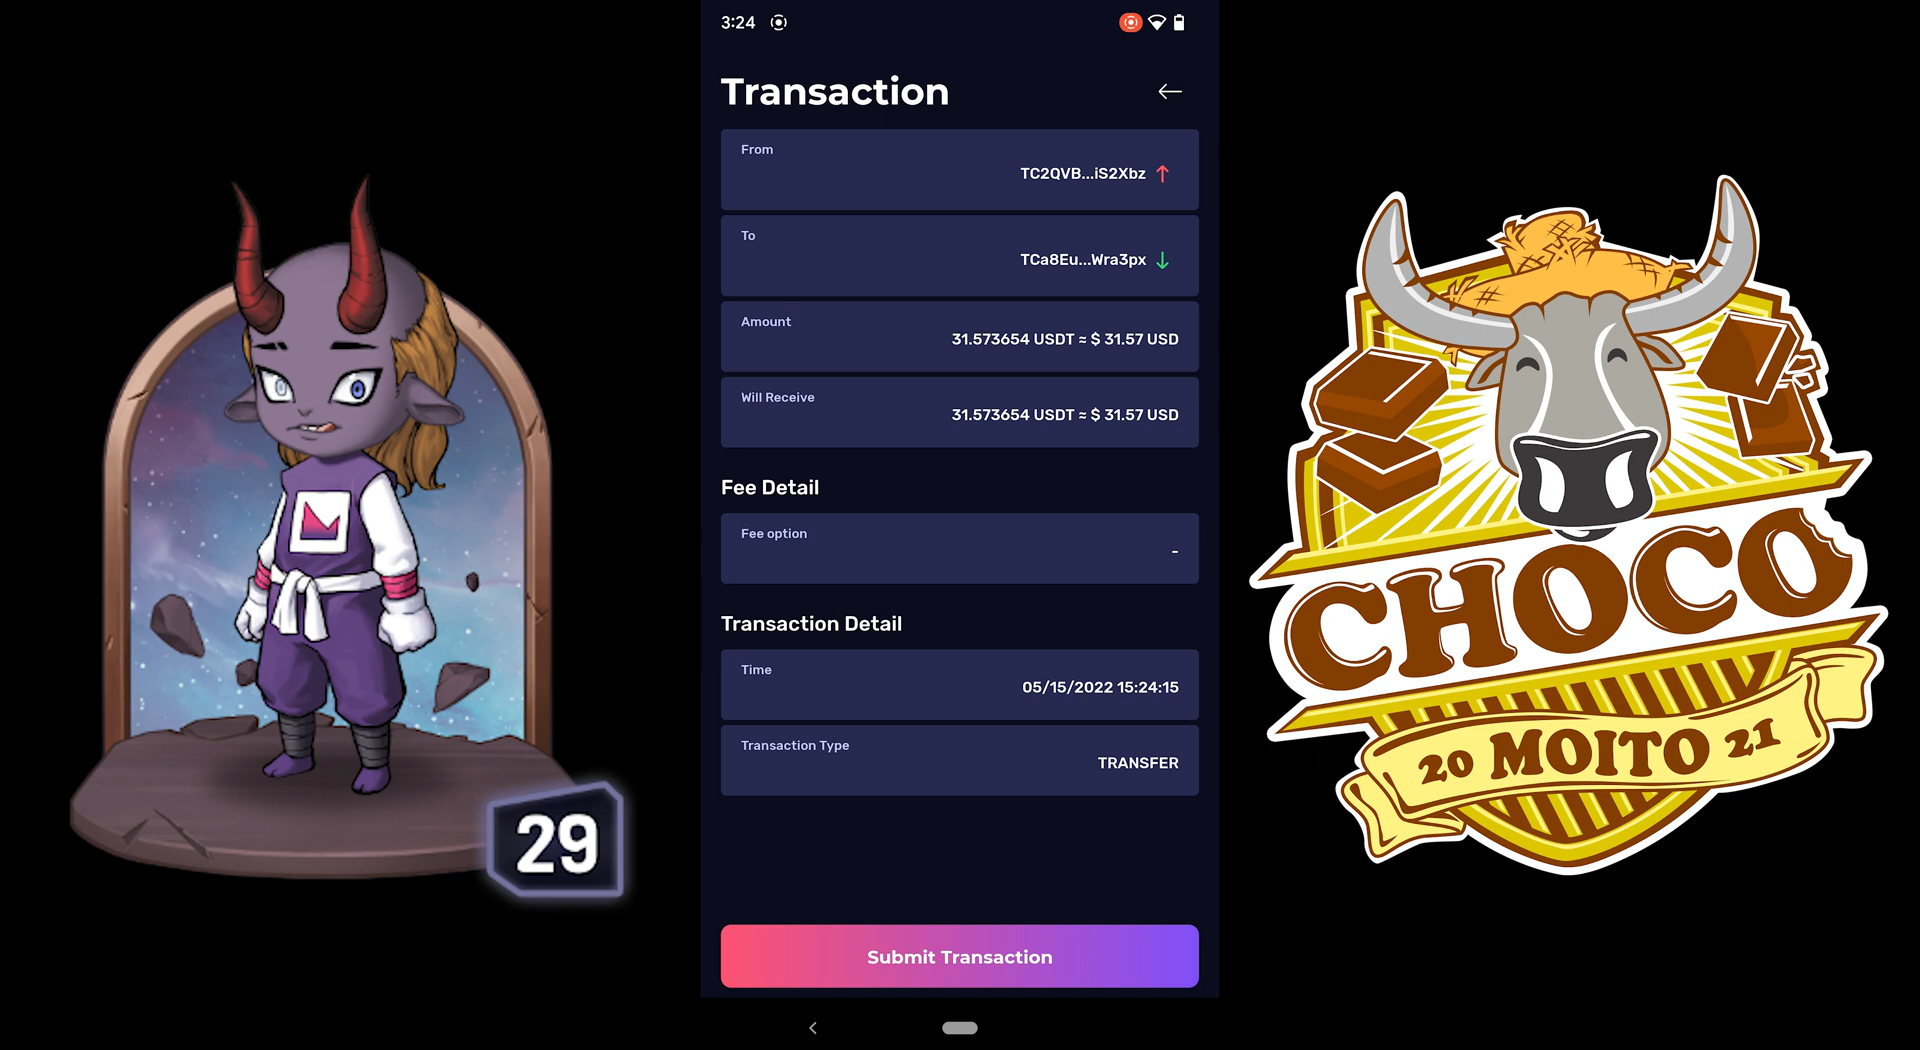 3:24
Transaction
From
TC2QVB...iS2Xbz
To
TCa8Eu...Wra3px
Amount
31.573654 USDT ≈ $ 31.57 USD
Will Receive
31.573654 USDT ≈ $ 31.57 USD
Fee Detail
Fee option
-
Transaction Detail
Time
05/15/2022 15:24:15
Transaction Type
TRANSFER
Submit Transaction
29
CHOCO
20 MOITO 21